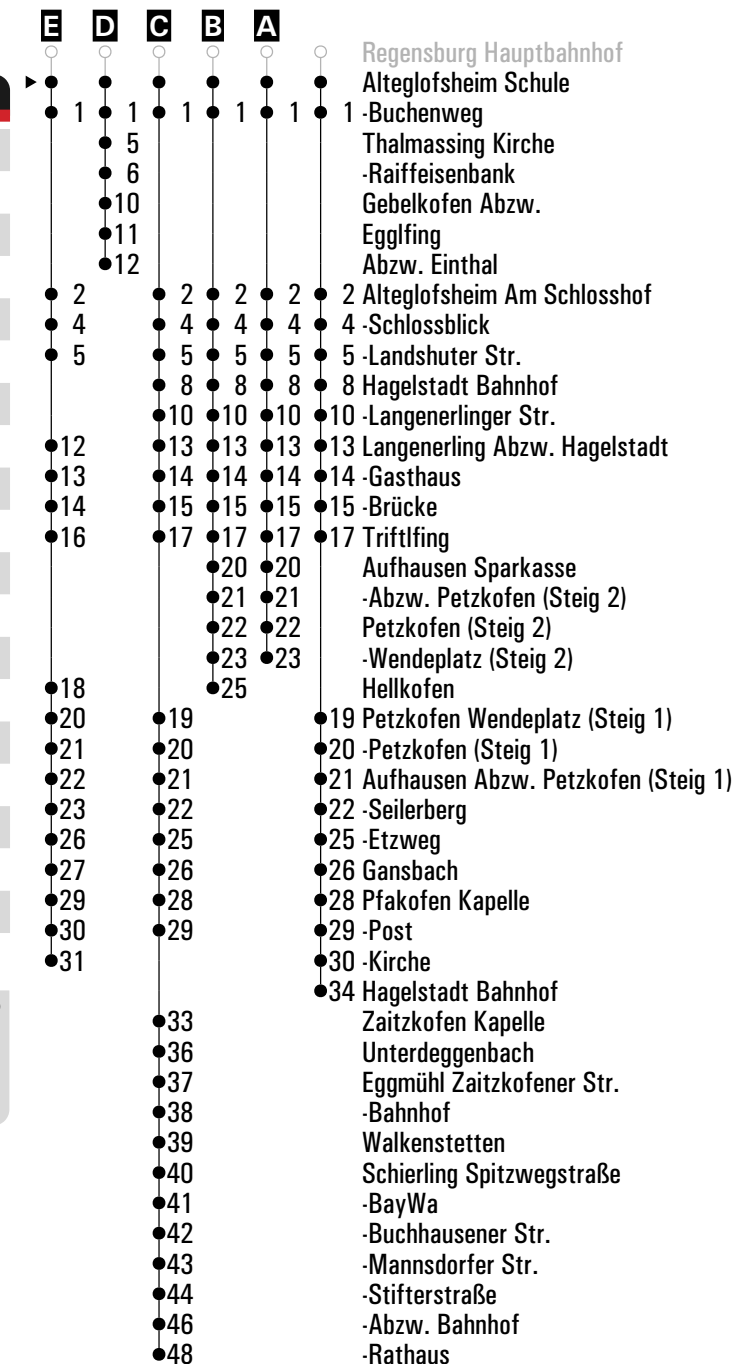 E D C B A
Regensburg Hauptbahnhof
Alteglofsheim Schule
1 1 1 1 1 1 -Buchenweg
5 Thalmassing Kirche
6 -Raiffeisenbank
10 Gebelkofen Abzw.
11 Egglfing
12 Abzw. Einthal
2 2 2 2 2 Alteglofsheim Am Schlosshof
4 4 4 4 4 -Schlossblick
5 5 5 5 5 -Landshuter Str.
8 8 8 8 Hagelstadt Bahnhof
10 10 10 10 -Langenerlinger Str.
12 13 13 13 13 Langenerling Abzw. Hagelstadt
13 14 14 14 14 -Gasthaus
14 15 15 15 15 -Brücke
16 17 17 17 17 Triftlfing
20 20 Aufhausen Sparkasse
21 21 -Abzw. Petzkofen (Steig 2)
22 22 Petzkofen (Steig 2)
23 23 -Wendeplatz (Steig 2)
18 25 Hellkofen
20 19 19 Petzkofen Wendeplatz (Steig 1)
21 20 20 -Petzkofen (Steig 1)
22 21 21 Aufhausen Abzw. Petzkofen (Steig 1)
23 22 22 -Seilerberg
26 25 25 -Etzweg
27 26 26 Gansbach
29 28 28 Pfakofen Kapelle
30 29 29 -Post
31 30 -Kirche
34 Hagelstadt Bahnhof
33 Zaitzkofen Kapelle
36 Unterdeggenbach
37 Eggmühl Zaitzkofener Str.
38 -Bahnhof
39 Walkenstetten
40 Schierling Spitzwegstraße
41 -BayWa
42 -Buchhausener Str.
43 -Mannsdorfer Str.
44 -Stifterstraße
46 -Abzw. Bahnhof
48 -Rathaus